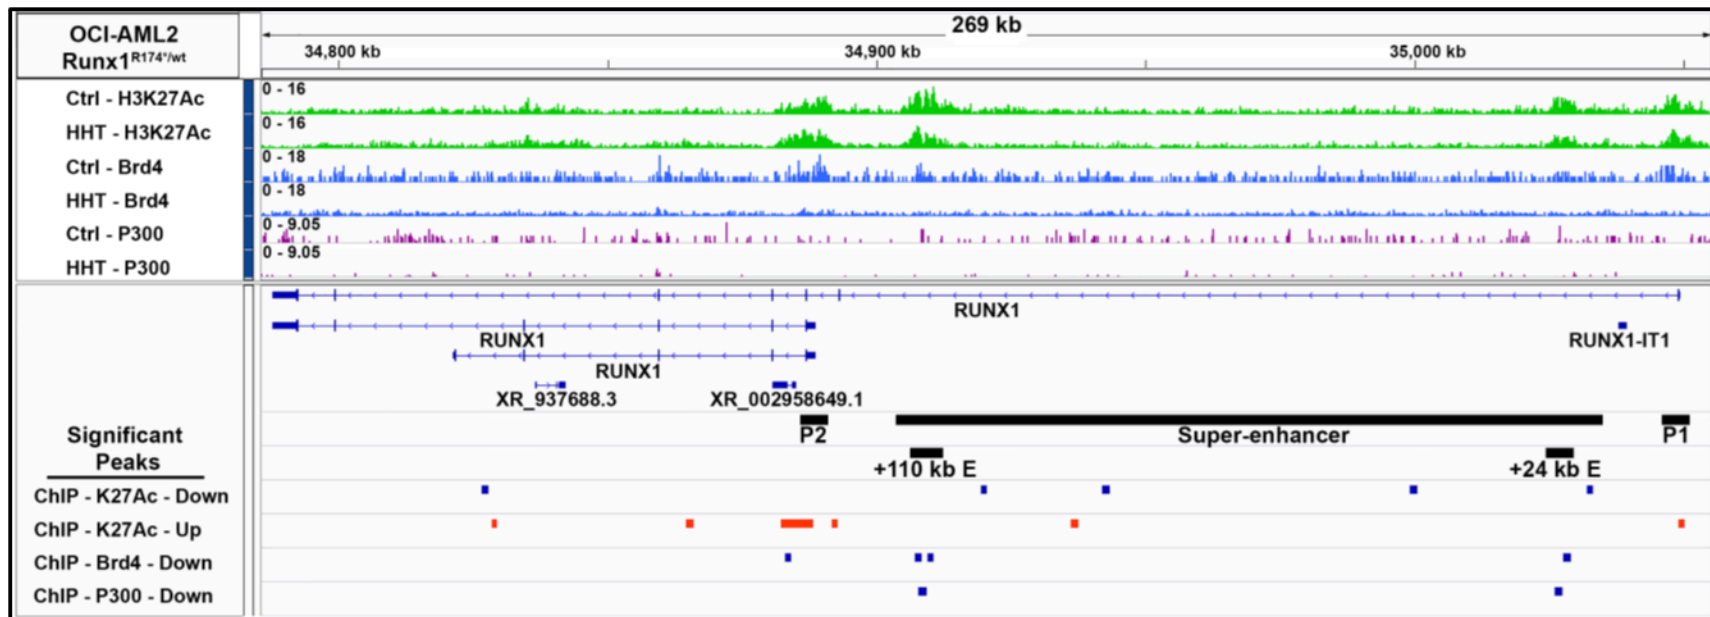 OCI-AML2
Runx1R174*/wt
269 kb
34,800 kb
34,900 kb
35,000 kb
Ctrl - H3K27Ac
0 - 16
HHT - H3K27Ac
0 - 16
Ctrl - Brd4
0 - 18
HHT - Brd4
0 - 18
Ctrl - P300
0 - 9.05
HHT - P300
0 - 9.05
RUNX1
RUNX1
RUNX1-IT1
RUNX1
XR_937688.3
XR_002958649.1
Significant
Peaks
P2
Super-enhancer
P1
+110 kb E
+24 kb E
ChIP - K27Ac - Down
ChIP - K27Ac - Up
ChIP - Brd4 - Down
ChIP - P300 - Down